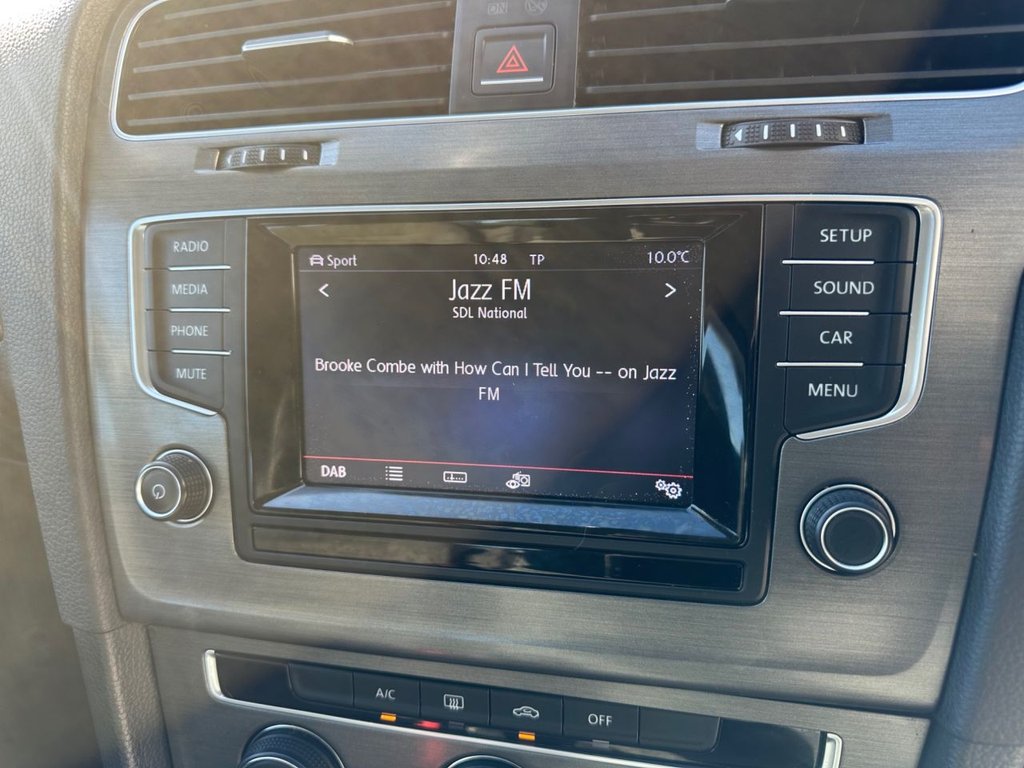 RADIO
MEDIA
PHONE
MUTE
Sport 10:48 TP 10.0°C
< Jazz FM >
SDL National
Brooke Combe with How Can I Tell You -- on Jazz
FM
DAB
SETUP
SOUND
CAR
MENU
A/C
OFF